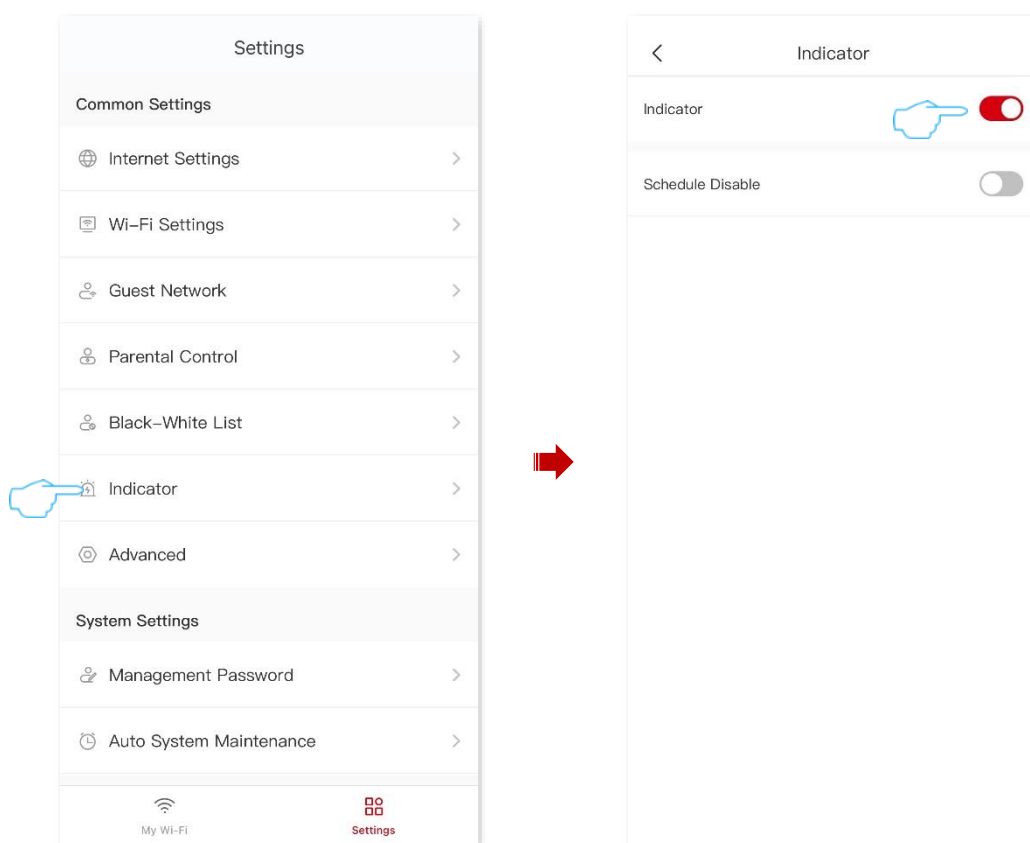 Settings
Common Settings
Internet Settings
Wi-Fi Settings
Guest Network
Parental Control
Black-White List
Indicator
Advanced
System Settings
Management Password
Auto System Maintenance
My Wi-Fi
Settings
Indicator
Indicator
Schedule Disable